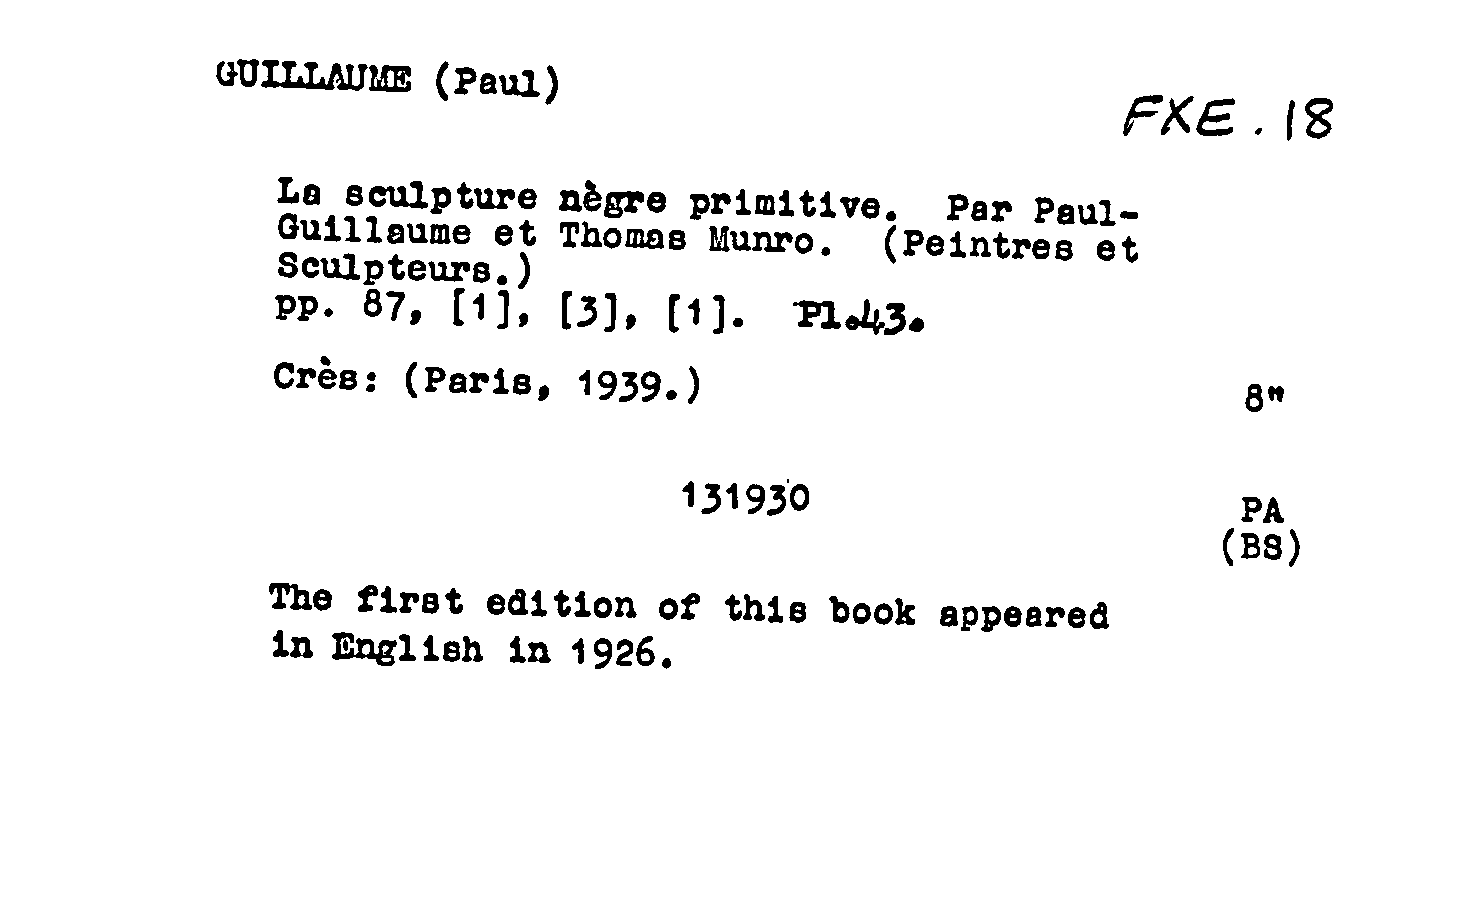 GUILLAUME (Paul)
FXE. 18
La sculpture nègre primitive. Par Paul-
Guillaume et Thomas Munro. (Peintres et
Sculpteurs.)
pp. 87, [1], [3], [1]. Pl.43.
Crès: (Paris, 1939.)
8"
131930
PA
(BS)
The first edition of this book appeared
in English in 1926.